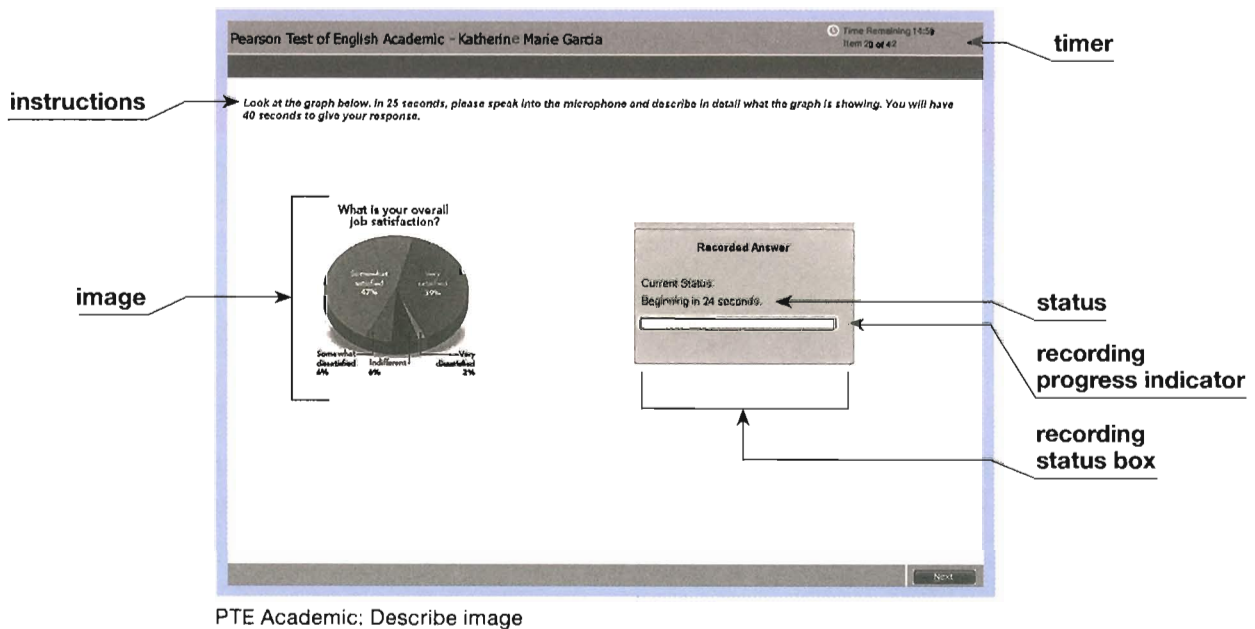 Pearson Test of English Academic - Katherine Marie Garcia
Time Remaining 14:59
Item 20 of 42
timer
instructions
Look at the graph below. In 25 seconds, please speak into the microphone and describe in detail what the graph is showing. You will have
40 seconds to give your response.
What is your overall
job satisfaction?
Somewhat
satisfied
47%
Very
satisfied
39%
Somewhat
dissatisfied
6%
Indifferent
6%
Very
dissatisfied
2%
image
Recorded Answer
Current Status:
Beginning in 24 seconds.
status
recording
progress indicator
recording
status box
Next
PTE Academic: Describe image